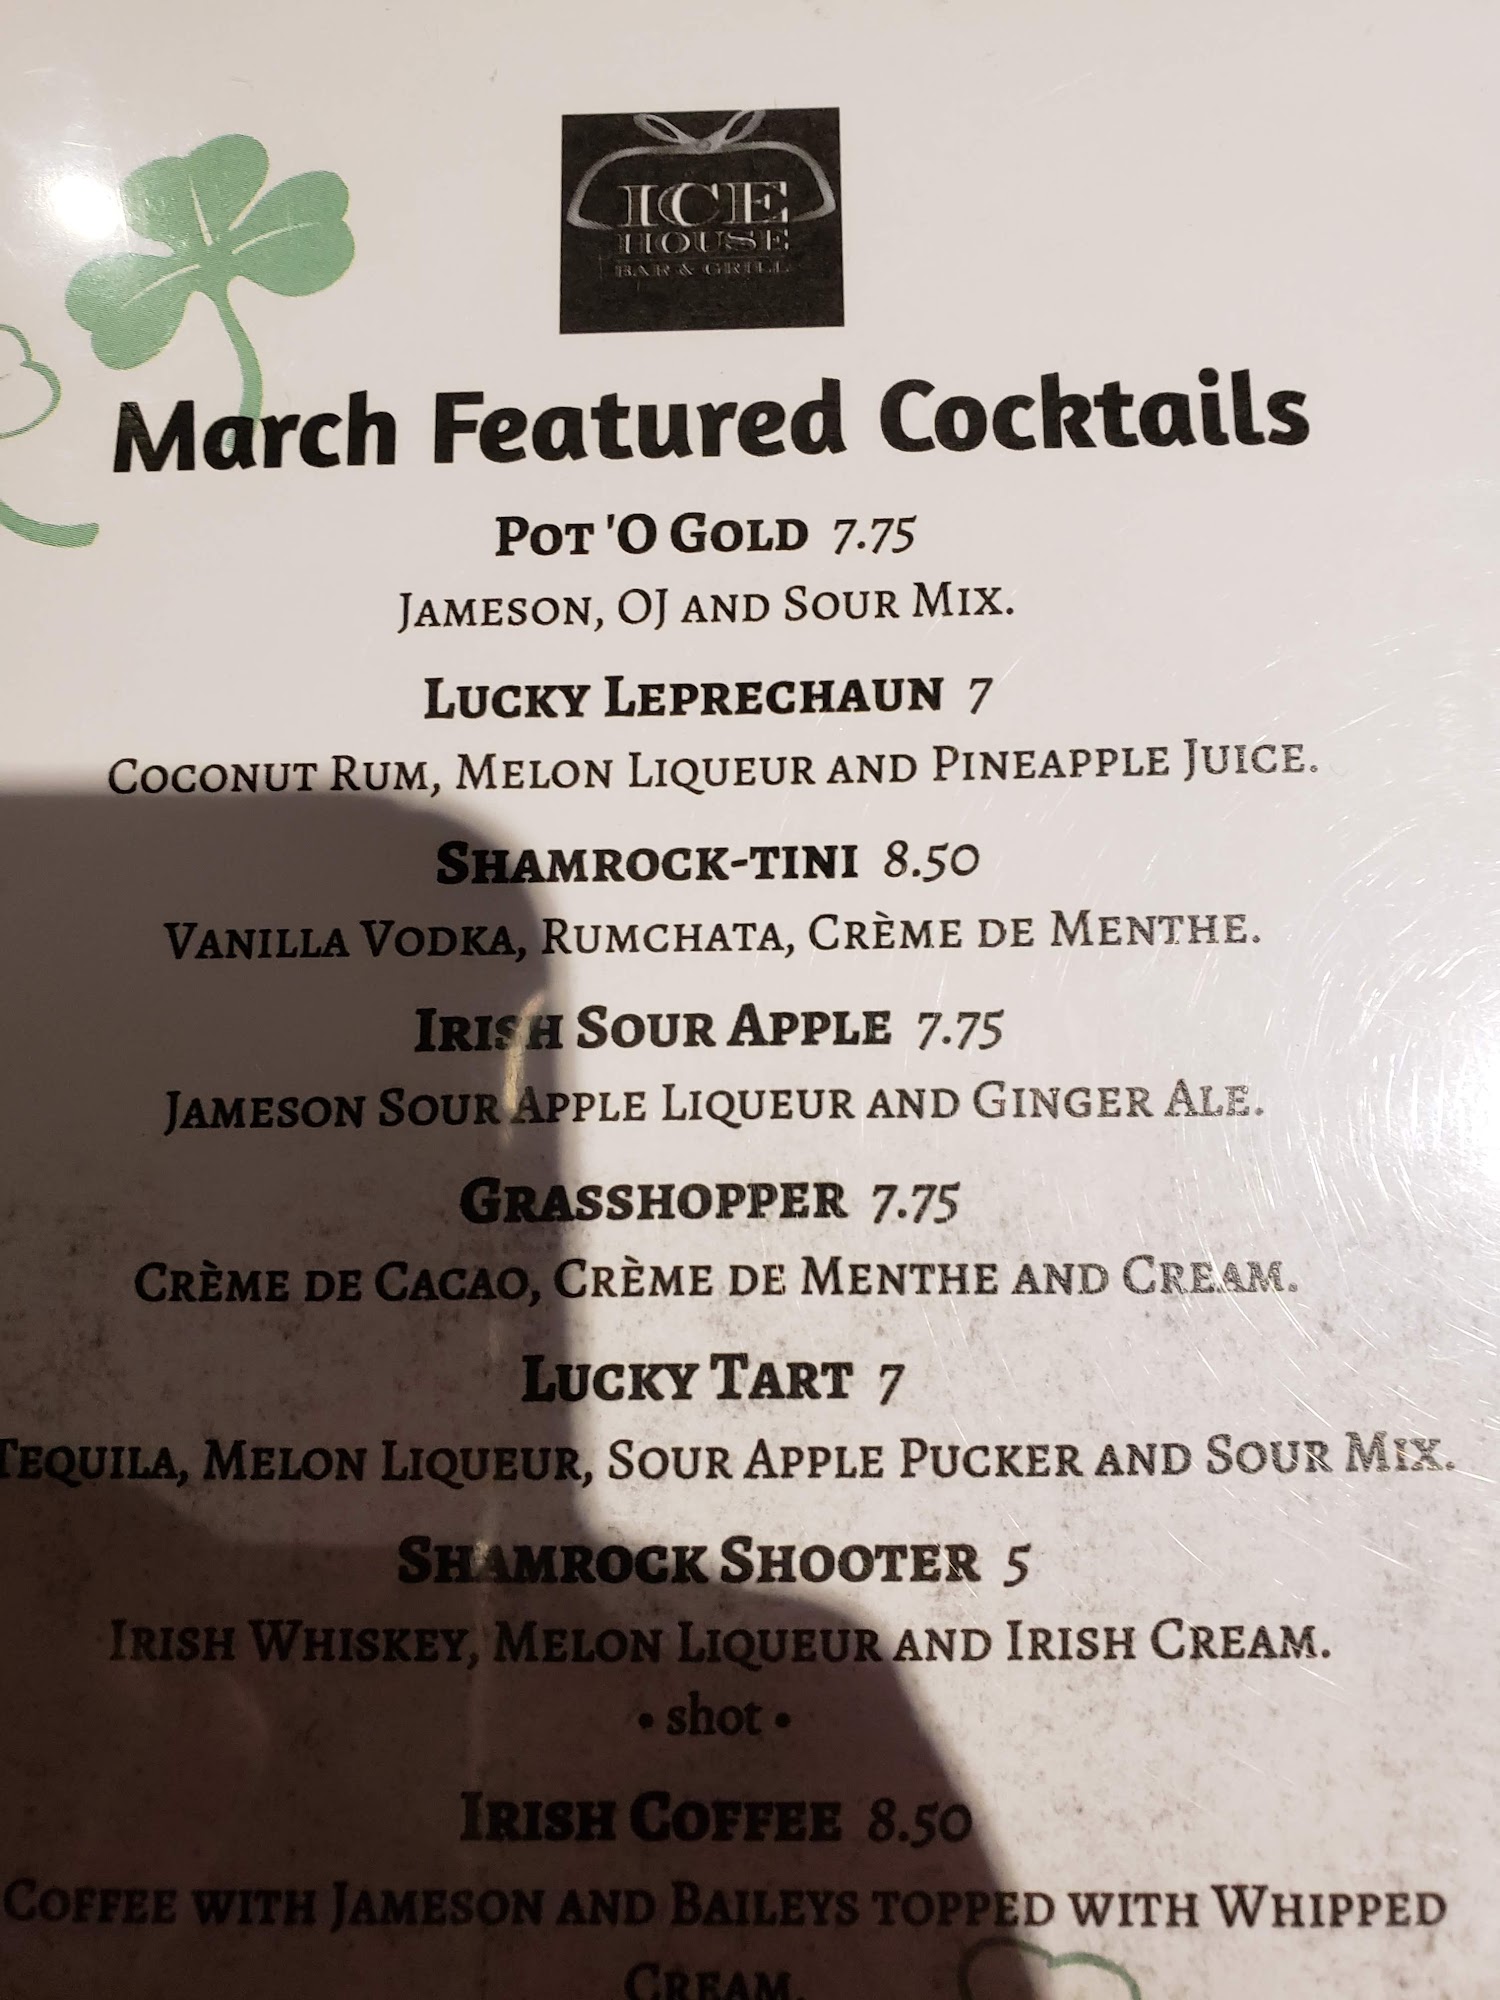 ICE
HOUSE
BAR & GRILL
March Featured Cocktails
Pot 'O Gold 7.75
Jameson, OJ and Sour Mix.
Lucky Leprechaun 7
Coconut Rum, Melon Liqueur and Pineapple Juice.
Shamrock-tini 8.50
Vanilla Vodka, Rumchata, Crème de Menthe.
Irish Sour Apple 7.75
Jameson Sour Apple Liqueur and Ginger Ale.
Grasshopper 7.75
Crème de Cacao, Crème de Menthe and Cream.
Lucky Tart 7
Tequila, Melon Liqueur, Sour Apple Pucker and Sour Mix.
Shamrock Shooter 5
Irish Whiskey, Melon Liqueur and Irish Cream.
• shot •
Irish Coffee 8.50
Coffee with Jameson and Baileys topped with Whipped
Cream.